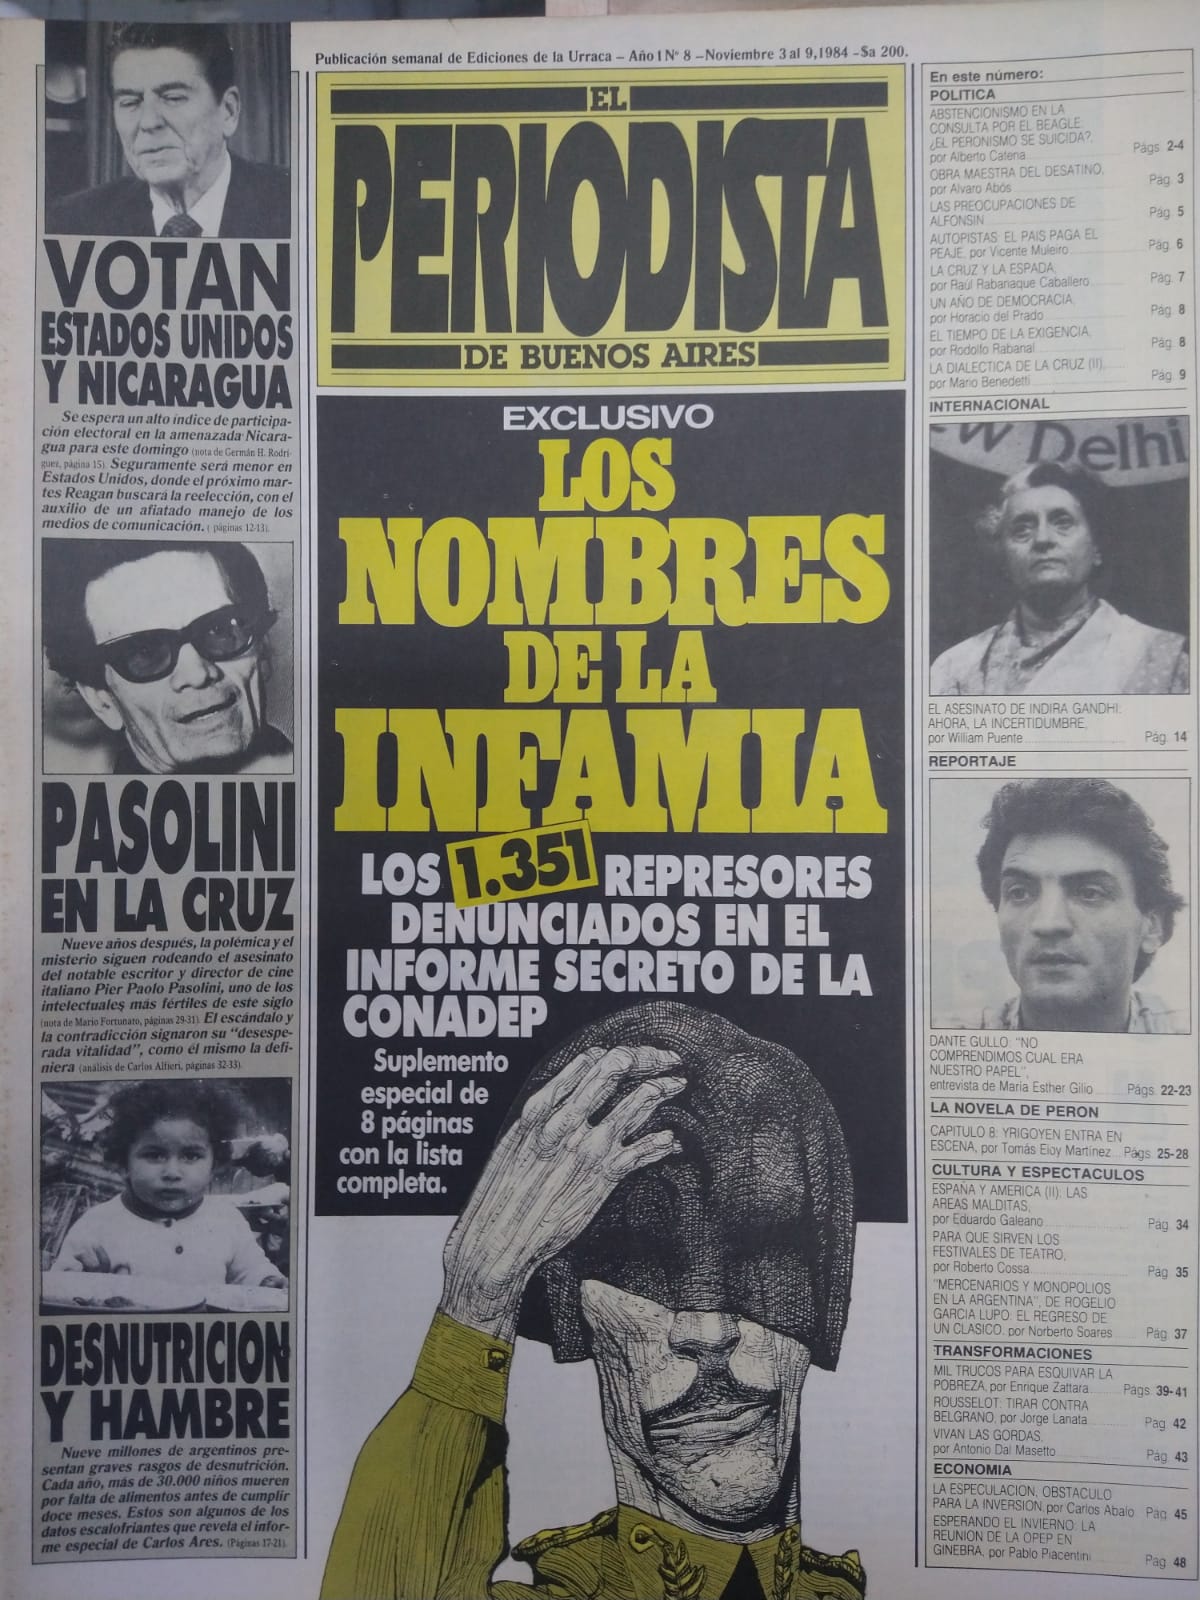 Publicación semanal de Ediciones de la Urraca – Año 1 Nº 8 – Noviembre 3 al 9, 1984 – $a 200.
EL
PERIODISTA
DE BUENOS AIRES
VOTAN
ESTADOS UNIDOS
Y NICARAGUA
Se espera un alto índice de participa-
ción electoral en la amenazada Nicara-
gua para este domingo (nota de Germán H. Rodrí-
guez, página 15). Seguramente será menor en
Estados Unidos, donde el próximo mar-
tes Reagan buscará la reelección, con el
auxilio de un afiatado manejo de los
medios de comunicación. ( páginas 12-13).
PASOLINI
EN LA CRUZ
Nueve años después, la polémica y el
misterio siguen rodeando el asesinato
del notable escritor y director de cine
italiano Pier Paolo Pasolini, uno de los
intelectuales más fértiles de este siglo
(nota de Mario Fortunato, páginas 29-31). El escándalo y
la contradicción signaron su "desespe-
rada vitalidad", como él mismo la defi-
niera (análisis de Carlos Alfieri, páginas 32-33).
DESNUTRICION
Y HAMBRE
Nueve millones de argentinos pre-
sentan graves rasgos de desnutrición.
Cada año, más de 30.000 niños mueren
por falta de alimentos antes de cumplir
doce meses. Estos son algunos de los
datos escalofriantes que revela el infor-
me especial de Carlos Ares. (Páginas 17-21).
EXCLUSIVO
LOS
NOMBRES
DE LA
INFAMIA
LOS 1.351 REPRESORES
DENUNCIADOS EN EL
INFORME SECRETO DE LA
CONADEP
Suplemento
especial de
8 páginas
con la lista
completa.
En este número:
POLITICA
ABSTENCIONISMO EN LA
CONSULTA POR EL BEAGLE:
¿EL PERONISMO SE SUICIDA?,
por Alberto Catena Págs. 2-4
OBRA MAESTRA DEL DESATINO,
por Alvaro Abós Pág. 3
LAS PREOCUPACIONES DE
ALFONSIN Pág. 5
AUTOPISTAS: EL PAIS PAGA EL
PEAJE, por Vicente Muleiro Pág. 6
LA CRUZ Y LA ESPADA,
por Raúl Rabanaque Caballero Pág. 7
UN AÑO DE DEMOCRACIA,
por Horacio del Prado Pág. 8
EL TIEMPO DE LA EXIGENCIA,
por Rodolfo Rabanal Pág. 8
LA DIALECTICA DE LA CRUZ (II),
por Mario Benedetti Pág. 9
INTERNACIONAL
ew Delhi
EL ASESINATO DE INDIRA GANDHI:
AHORA, LA INCERTIDUMBRE,
por William Puente Pág. 14
REPORTAJE
DANTE GULLO: "NO
COMPRENDIMOS CUAL ERA
NUESTRO PAPEL",
entrevista de María Esther Gilio Págs. 22-23
LA NOVELA DE PERON
CAPITULO 8: YRIGOYEN ENTRA EN
ESCENA, por Tomás Eloy Martínez Págs. 25-28
CULTURA Y ESPECTACULOS
ESPAÑA Y AMERICA (II): LAS
AREAS MALDITAS,
por Eduardo Galeano Pág. 34
PARA QUE SIRVEN LOS
FESTIVALES DE TEATRO,
por Roberto Cossa Pág. 35
"MERCENARIOS Y MONOPOLIOS
EN LA ARGENTINA", DE ROGELIO
GARCIA LUPO: EL REGRESO DE
UN CLASICO, por Norberto Soares Pág. 37
TRANSFORMACIONES
MIL TRUCOS PARA ESQUIVAR LA
POBREZA, por Enrique Zattara Págs. 39-41
ROUSSELOT: TIRAR CONTRA
BELGRANO, por Jorge Lanata Pág. 42
VIVAN LAS GORDAS,
por Antonio Dal Masetto Pág. 43
ECONOMIA
LA ESPECULACION, OBSTACULO
PARA LA INVERSION, por Carlos Abalo Pág. 45
ESPERANDO EL INVIERNO: LA
REUNION DE LA OPEP EN
GINEBRA, por Pablo Piacentini Pág. 48